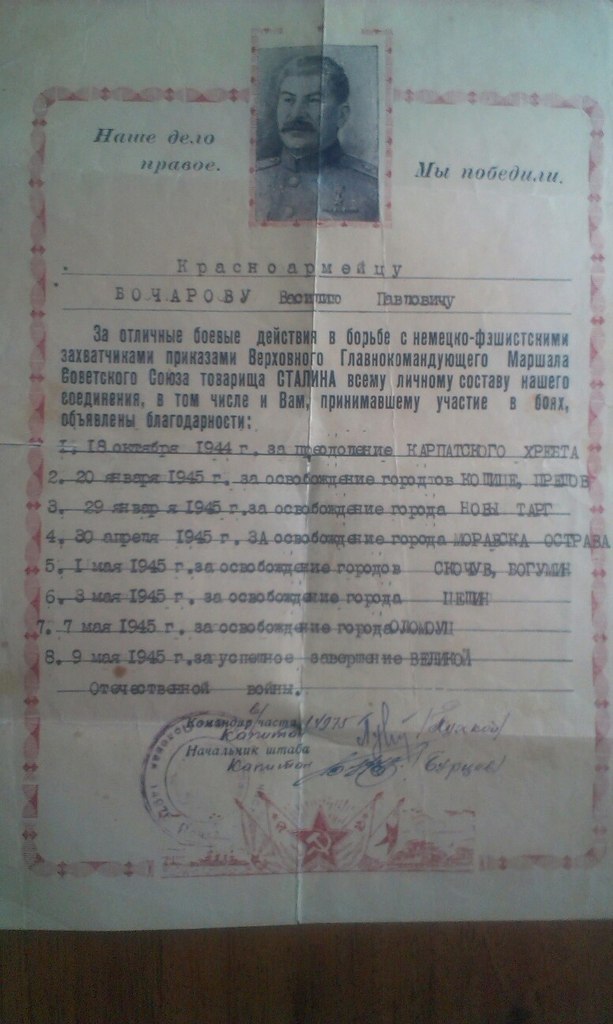 Наше дело
правое.
Мы победили.
Красноармейцу
БОЧАРОВУ Василию Павловичу
За отличные боевые действия в борьбе с немецко-фашистскими
захватчиками приказами Верховного Главнокомандующего Маршала
Советского Союза товарища СТАЛИНА всему личному составу нашего
соединения, в том числе и Вам, принимавшему участие в боях,
объявлены благодарности:
1. 18 октября 1944 г. за преодоление КАРПАТСКОГО ХРЕБТА
2. 20 января 1945 г. за освобождение городов КОШИЦЕ, ПРЕШОВ
3. 29 января 1945 г. за освобождение города НОВЫ ТАРГ
4. 30 апреля 1945 г. ЗА освобождение города МОРАВСКА ОСТРАВА
5. 1 мая 1945 г. за освобождение городов СКОЧУВ, БОГУМИН
6. 3 мая 1945 г. за освобождение города ЦЕШИН
7. 7 мая 1945 г. за освобождение города ОЛОМОУЦ
8. 9 мая 1945 г. за успешное завершение ВЕЛИКОЙ
Отечественной войны.
Командир части
Капитан
Начальник штаба
Капитан